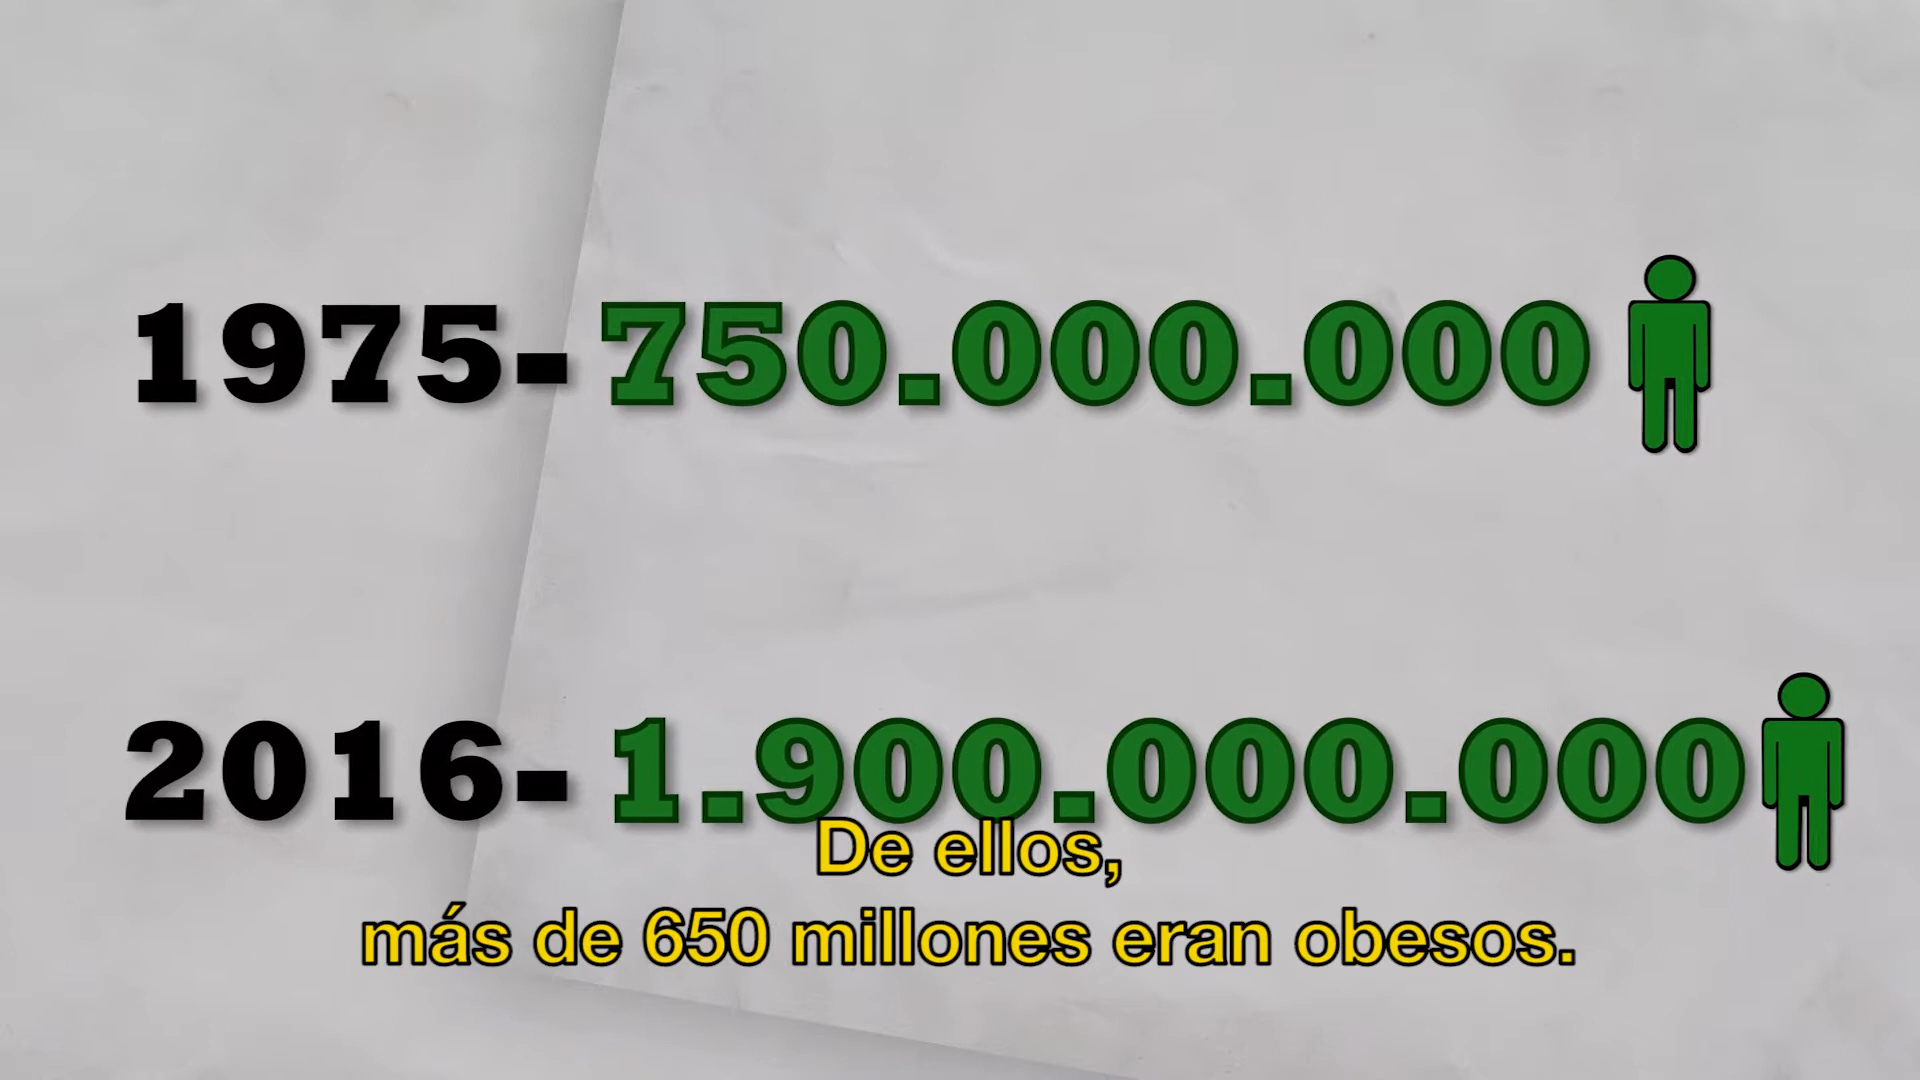 1975- 750.000.000
2016- 1.900.000.000
De ellos,
más de 650 millones eran obesos.